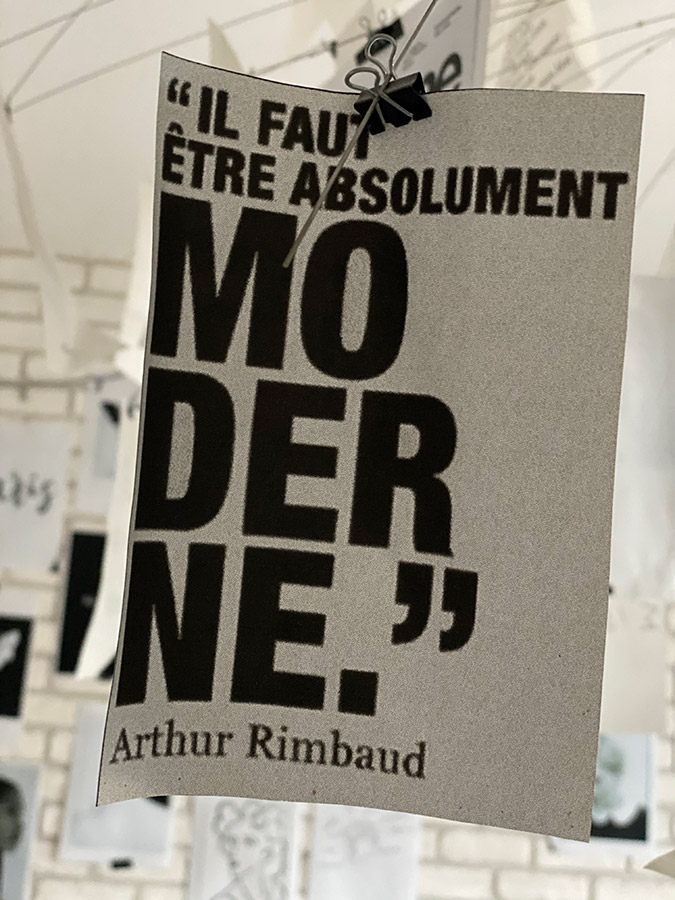 “IL FAUT
ÊTRE ABSOLUMENT
MO
DER
NE.”
Arthur Rimbaud